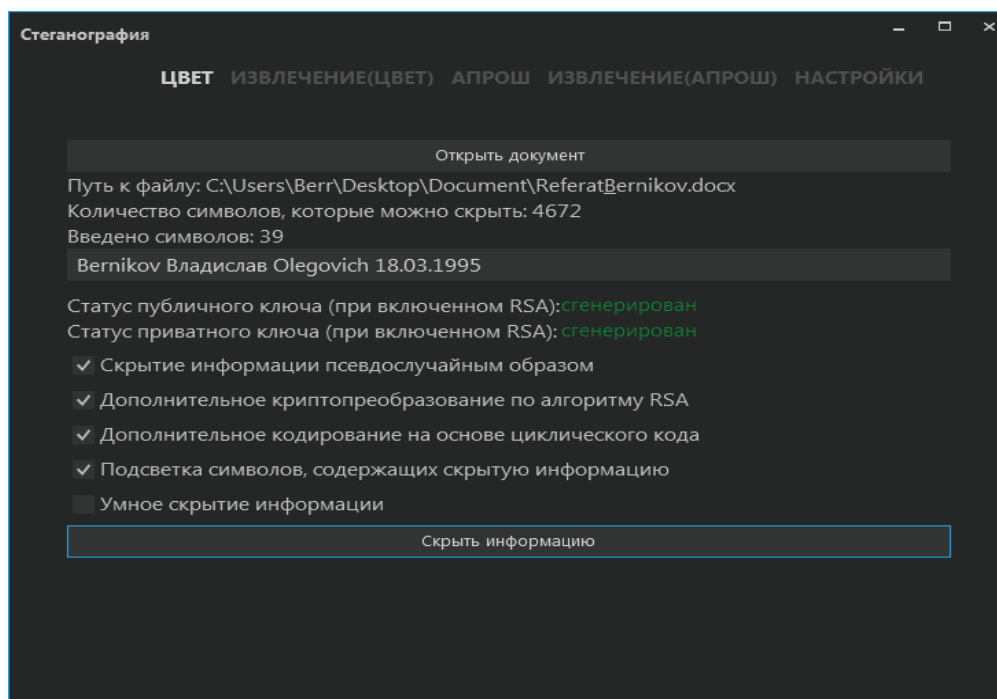 Стеганография
ЦВЕТ ИЗВЛЕЧЕНИЕ(ЦВЕТ) АПРОШ ИЗВЛЕЧЕНИЕ(АПРОШ) НАСТРОЙКИ
Открыть документ
Путь к файлу: C:\Users\Berr\Desktop\Document\ReferatBernikov.docx
Количество символов, которые можно скрыть: 4672
Введено символов: 39
Bernikov Владислав Olegovich 18.03.1995
Статус публичного ключа (при включенном RSA):сгенерирован
Статус приватного ключа (при включенном RSA):сгенерирован
Скрытие информации псевдослучайным образом
Дополнительное криптопреобразование по алгоритму RSA
Дополнительное кодирование на основе циклического кода
Подсветка символов, содержащих скрытую информацию
Умное скрытие информации
Скрыть информацию